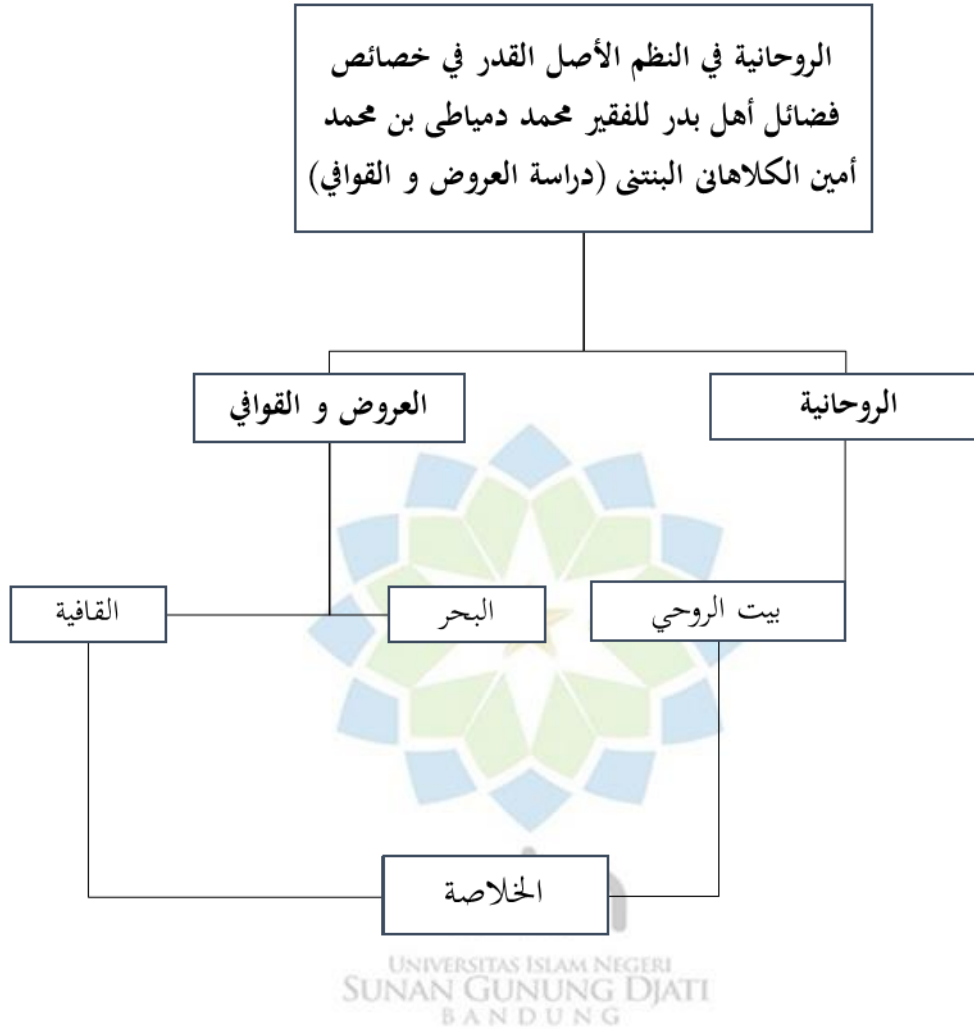 الروحانية في النظم الأصل القدر في خصائص
فضائل أهل بدر للفقير محمد دمياطى بن محمد
أمين الكلاهانى البنتنى (دراسة العروض و القوافي)
الروحانية
العروض و القوافي
بيت الروحي
البحر
القافية
الخلاصة
UNIVERSITAS ISLAM NEGERI
SUNAN GUNUNG DJATI
BANDUNG